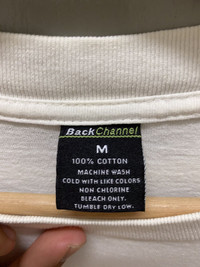 BackChannel
M
100% COTTON
MACHINE WASH
COLD WITH LIKE COLORS
NON CHLORINE
BLEACH ONLY.
TUMBLE DRY LOW.